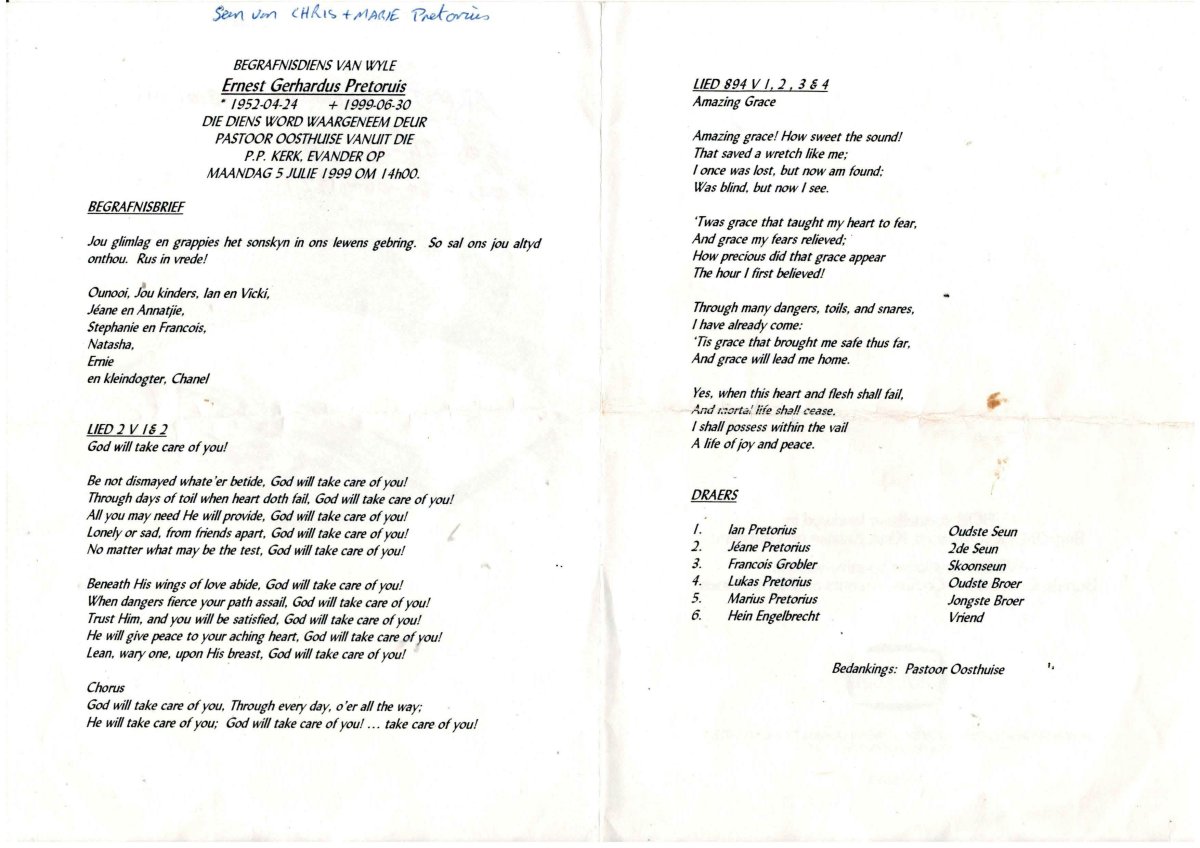 Seun van CHRIS + MARIE Pretorius
BEGRAFNISDIENS VAN WYLE
Ernest Gerhardus Pretoruis
* 1952-04-24 + 1999-06-30
DIE DIENS WORD WAARGENEEM DEUR
PASTOOR OOSTHUISE VANUIT DIE
P.P. KERK, EVANDER OP
MAANDAG 5 JULIE 1999 OM 14h00.
BEGRAFNISBRIEF
Jou glimlag en grappies het sonskyn in ons lewens gebring. So sal ons jou altyd
onthou. Rus in vrede!
Ounooi, Jou kinders, Ian en Vicki,
Jéane en Annatjie,
Stephanie en Francois,
Natasha,
Ernie
en kleindogter, Chanel
LIED 2 V 1& 2
God will take care of you!
Be not dismayed whate'er betide, God will take care of you!
Through days of toil when heart doth fail, God will take care of you!
All you may need He will provide, God will take care of you!
Lonely or sad, from friends apart, God will take care of you!
No matter what may be the test, God will take care of you!
Beneath His wings of love abide, God will take care of you!
When dangers fierce your path assail, God will take care of you!
Trust Him, and you will be satisfied, God will take care of you!
He will give peace to your aching heart, God will take care of you!
Lean, wary one, upon His breast, God will take care of you!
Chorus
God will take care of you, Through every day, o'er all the way;
He will take care of you; God will take care of you! ... take care of you!
LIED 894 V 1, 2 , 3 & 4
Amazing Grace
Amazing grace! How sweet the sound!
That saved a wretch like me;
I once was lost, but now am found;
Was blind, but now I see.
'Twas grace that taught my heart to fear,
And grace my fears relieved;
How precious did that grace appear
The hour I first believed!
Through many dangers, toils, and snares,
I have already come:
'Tis grace that brought me safe thus far,
And grace will lead me home.
Yes, when this heart and flesh shall fail,
And mortal life shall cease,
I shall possess within the vail
A life of joy and peace.
DRAERS
1. Ian Pretorius Oudste Seun
2. Jéane Pretorius 2de Seun
3. Francois Grobler Skoonseun
4. Lukas Pretorius Oudste Broer
5. Marius Pretorius Jongste Broer
6. Hein Engelbrecht Vriend
Bedankings: Pastoor Oosthuise